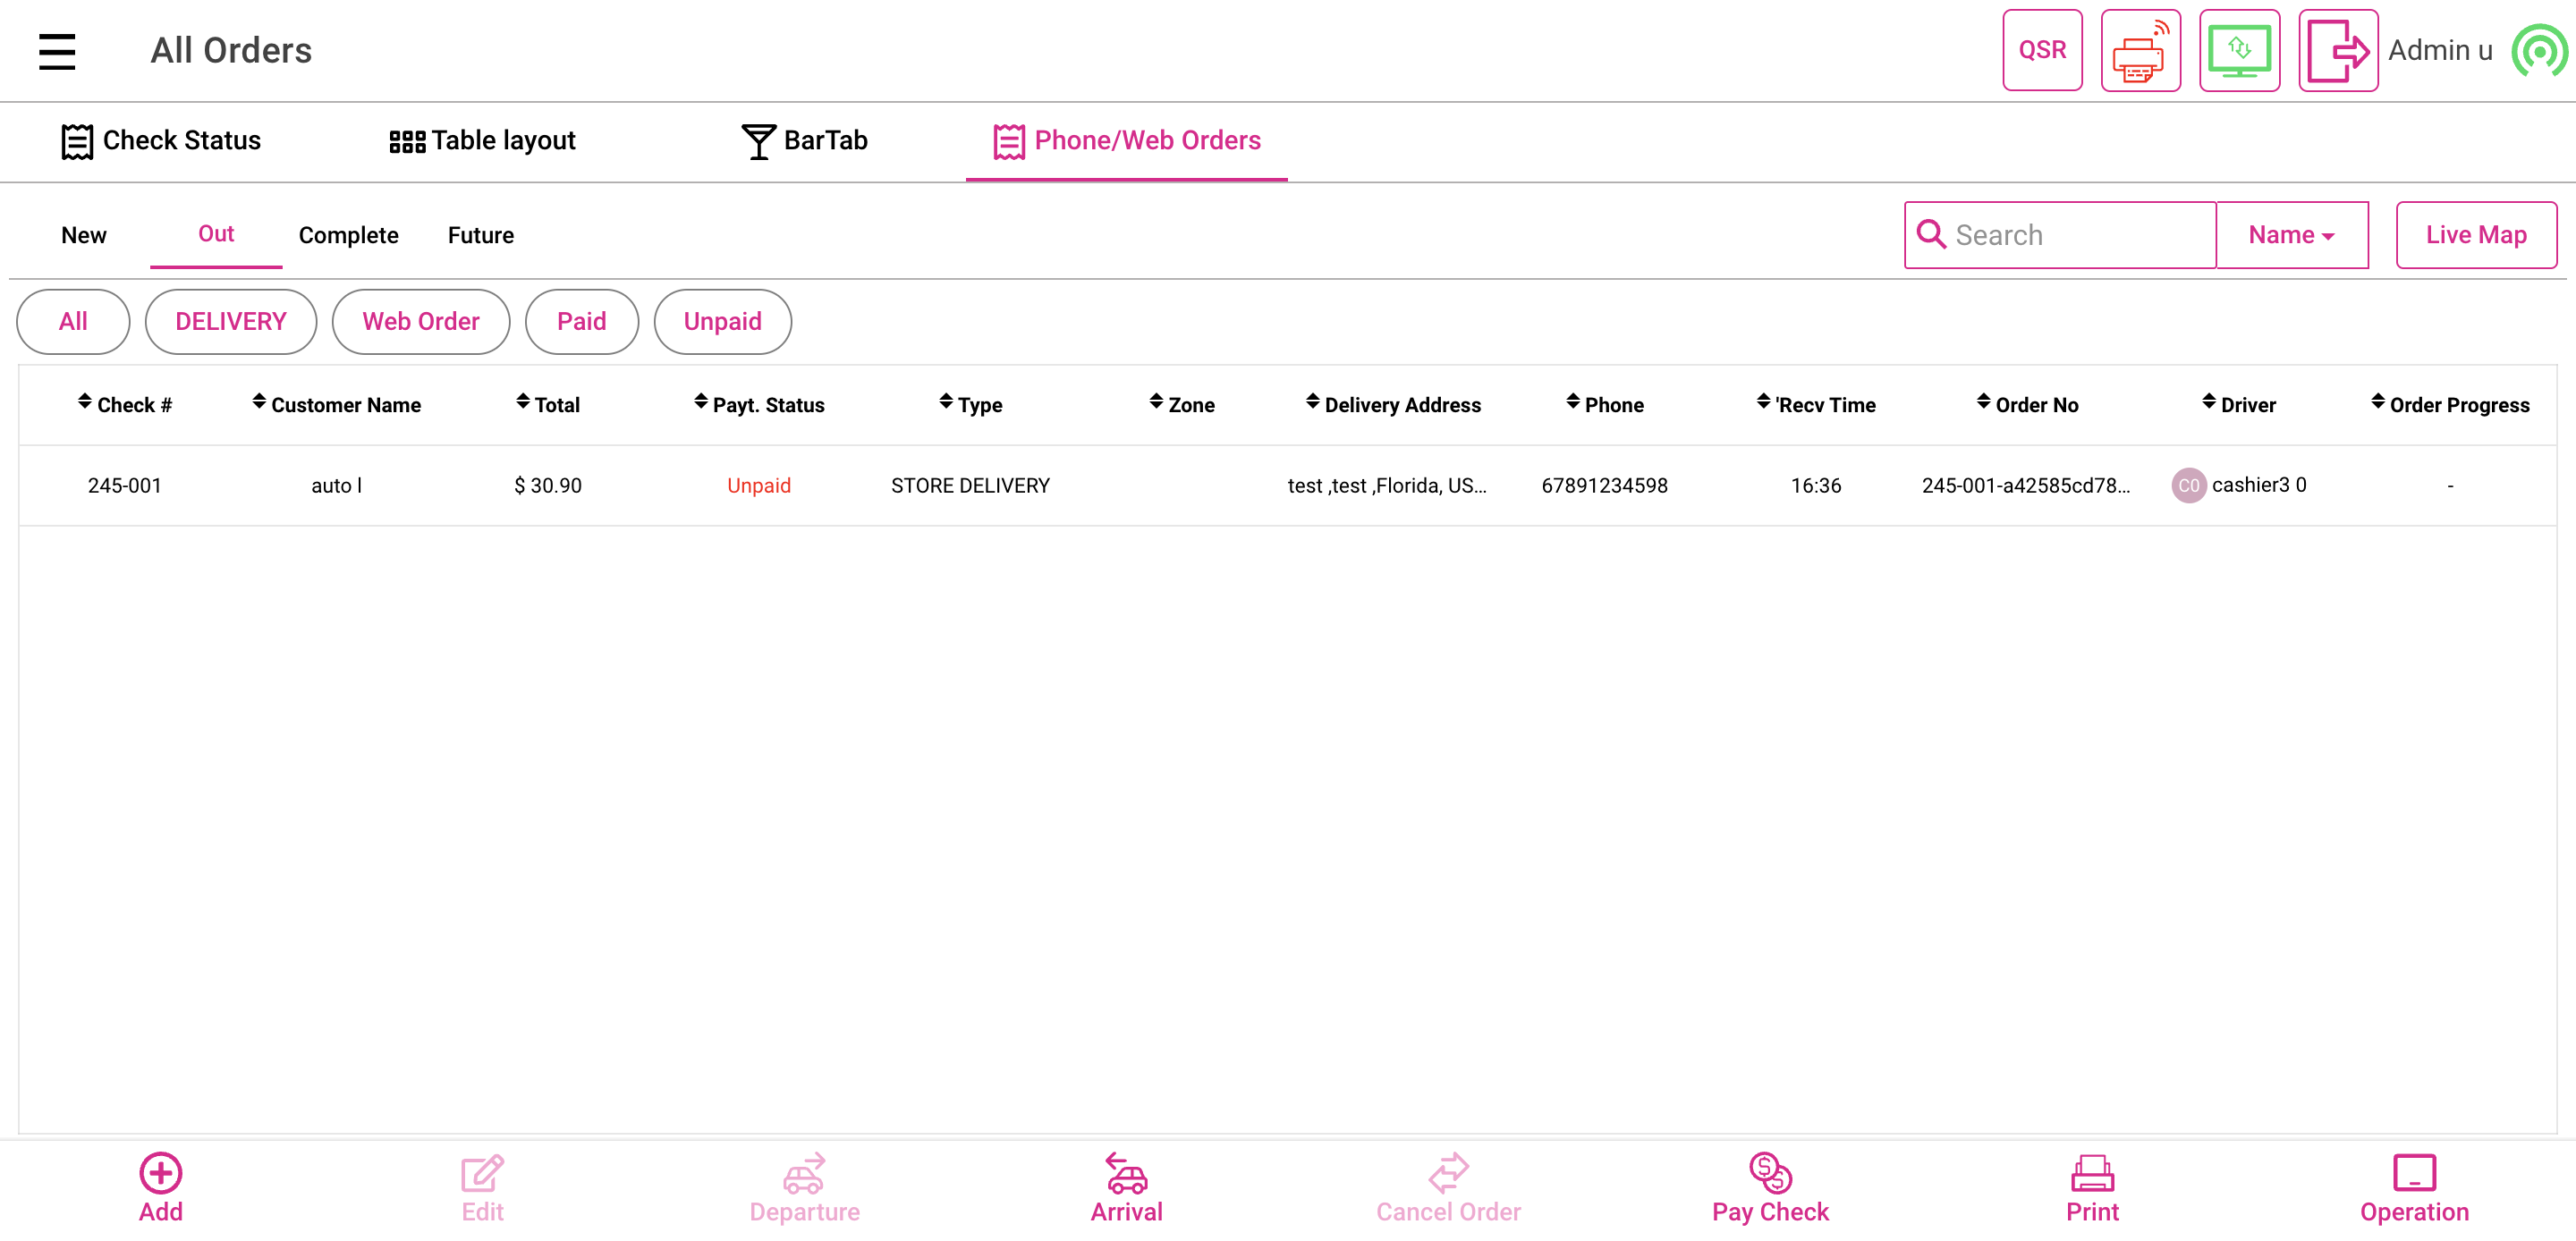 All Orders
QSR
Admin u
Check Status
Table layout
BarTab
Phone/Web Orders
New
Out
Complete
Future
Search
Name
Live Map
All
DELIVERY
Web Order
Paid
Unpaid
Check #
Customer Name
Total
Payt. Status
Type
Zone
Delivery Address
Phone
'Recv Time
Order No
Driver
Order Progress
245-001
auto l
$ 30.90
Unpaid
STORE DELIVERY
test ,test ,Florida, US...
67891234598
16:36
245-001-a42585cd78...
C0
cashier3 0
-
Add
Edit
Departure
Arrival
Cancel Order
Pay Check
Print
Operation